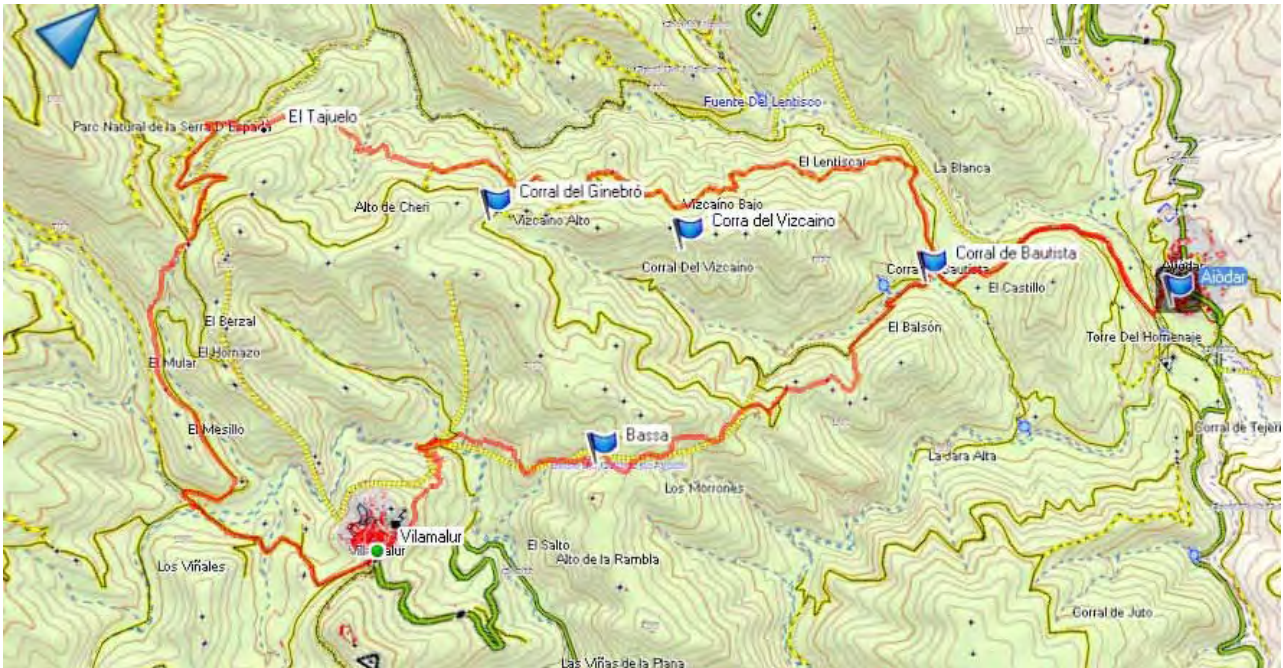 Fuente Del Lentisco
El Tajuelo
Parc Natural de la Serra D'Espadà
El Lentiscar
La Blanca
Corral del Ginebró
Alto de Cheri
Vizcaino Bajo
Vizcaino Alto
Corra del Vizcaino
Corral de Bautista
Corral Del Vizcaino
El Castillo
Aiòdar
El Berzal
El Balsón
Torre Del Homenaje
El Hornazo
El Mular
El Mesillo
Bassa
Corral de Tejeri
La Jara Alta
Los Morrones
Vilamalur
El Salto
Alto de la Rambla
Los Viñales
Corral de Juto
Las Viñas de la Plana